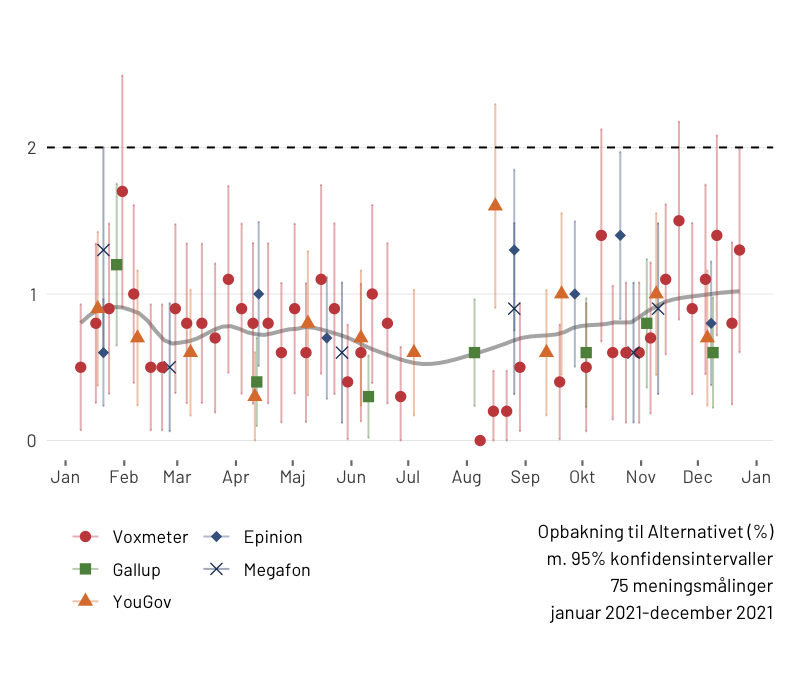 2
1
0
Jan Feb Mar Apr Maj Jun Jul Aug Sep Okt Nov Dec Jan
Voxmeter Epinion
Gallup Megafon
YouGov
Opbakning til Alternativet (%)
m. 95% konfidensintervaller
75 meningsmålinger
januar 2021-december 2021